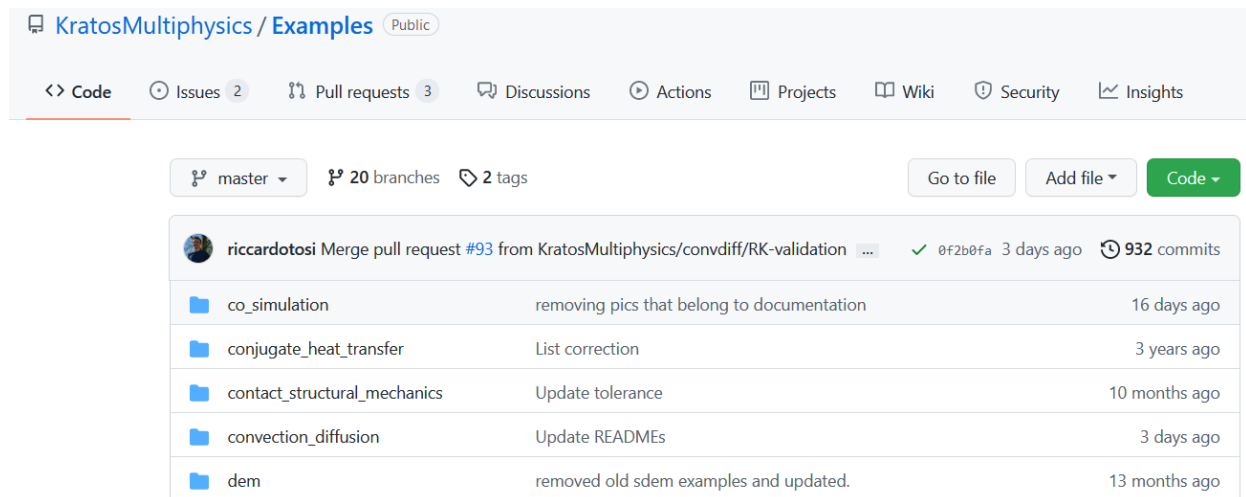 KratosMultiphysics / Examples Public
Code Issues 2 Pull requests 3 Discussions Actions Projects Wiki Security Insights
master 20 branches 2 tags Go to file Add file Code
riccardotosi Merge pull request #93 from KratosMultiphysics/convdiff/RK-validation ... 0f2b0fa 3 days ago 932 commits
co_simulation removing pics that belong to documentation 16 days ago
conjugate_heat_transfer List correction 3 years ago
contact_structural_mechanics Update tolerance 10 months ago
convection_diffusion Update READMEs 3 days ago
dem removed old sdem examples and updated. 13 months ago